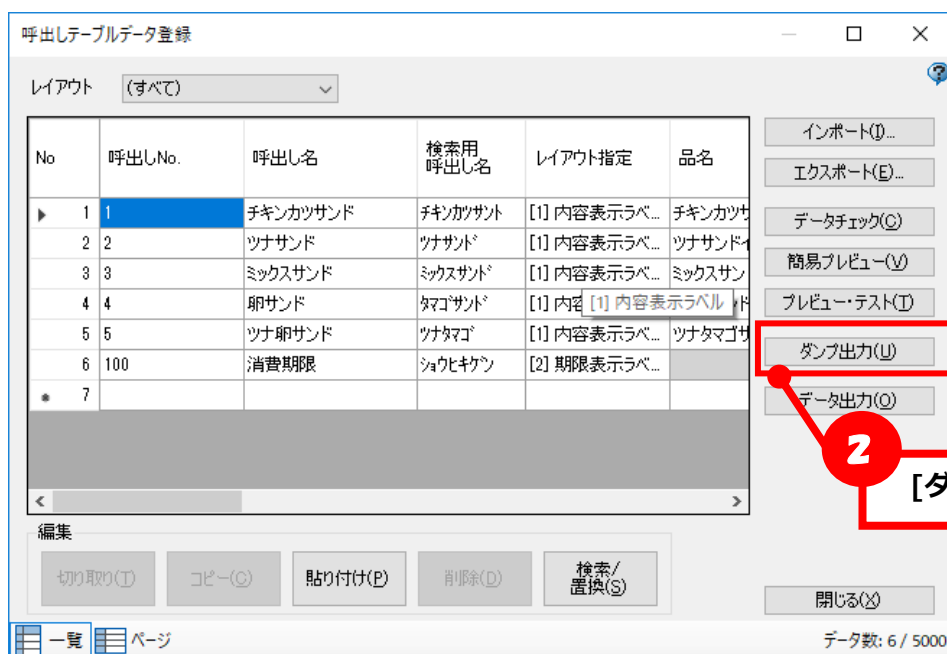 呼出しテーブルデータ登録
レイアウト (すべて)
No 呼出しNo. 呼出し名 検索用呼出し名 レイアウト指定 品名
1 1 チキンカツサンド ﾁｷﾝｶﾂｻﾝﾄ [1] 内容表示ラベ... チキンカツサ
2 2 ツナサンド ﾂﾅｻﾝﾄﾞ [1] 内容表示ラベ... ツナサンドイ
3 3 ミックスサンド ﾐｯｸｽｻﾝﾄﾞ [1] 内容表示ラベ... ミックスサン
4 4 卵サンド ﾀﾏｺﾞｻﾝﾄﾞ [1] 内容
[1] 内容表示ラベル
5 5 ツナ卵サンド ﾂﾅﾀﾏｺﾞ [1] 内容表示ラベ... ツナタマゴサ
6 100 消費期限 ｼｮｳﾋｷｹﾞﾝ [2] 期限表示ラベ...
7
インポート(I)...
エクスポート(E)...
データチェック(C)
簡易プレビュー(V)
プレビュー・テスト(T)
ダンプ出力(U)
データ出力(O)
2
[ダ
編集
切り取り(T) コピー(C) 貼り付け(P) 削除(D) 検索/
置換(S)
閉じる(X)
一覧 ページ データ数: 6 / 5000